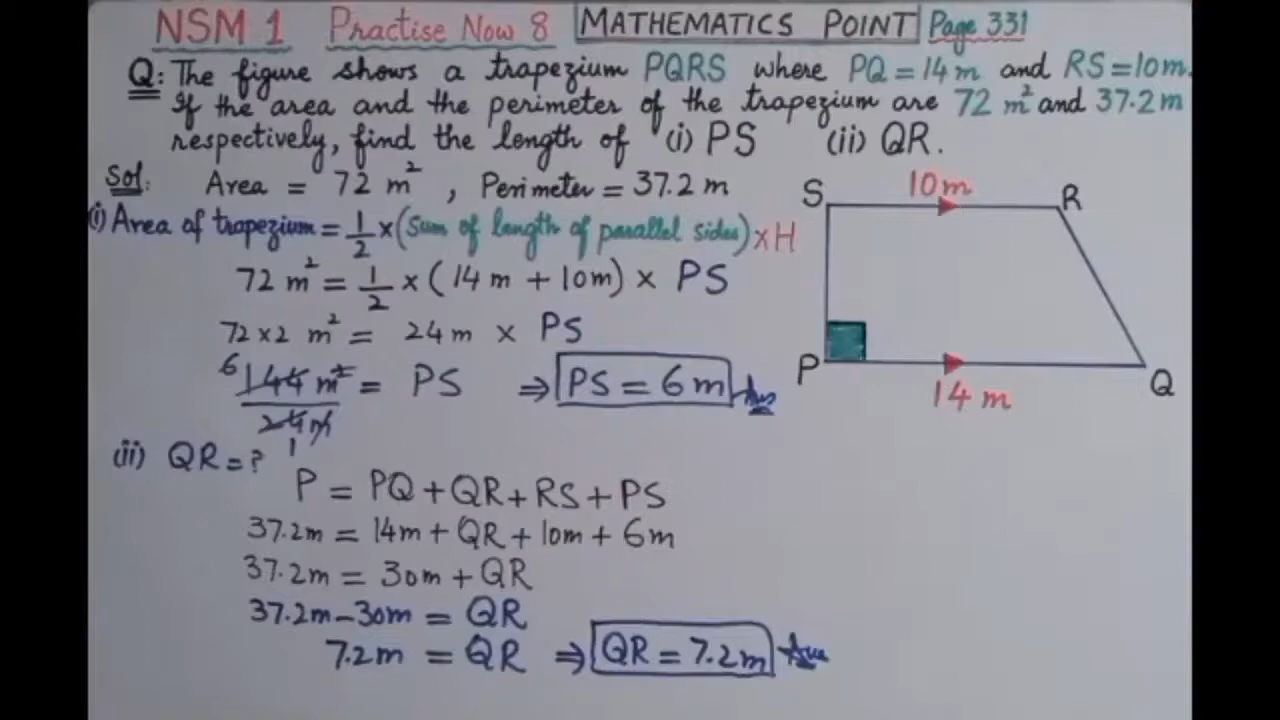 NSM 1 Practise Now 8 MATHEMATICS POINT Page 331
Q: The figure shows a trapezium PQRS where PQ = 14 m and RS = 10 m.
If the area and the perimeter of the trapezium are 72 m² and 37.2 m
respectively, find the length of (i) PS (ii) QR.
Sol: Area = 72 m², Perimeter = 37.2 m
(i) Area of trapezium = 1/2 × (Sum of length of parallel sides) × H
72 m² = 1/2 × (14 m + 10m) × PS
72 × 2 m² = 24 m × PS
6 144 m² / 24 m 1 = PS ⇒ PS = 6 m Ans
(ii) QR = ?
P = PQ + QR + RS + PS
37.2m = 14m + QR + 10m + 6m
37.2m = 30m + QR
37.2m - 30m = QR
7.2m = QR ⇒ QR = 7.2m Ans
S 10m R
P 14 m Q